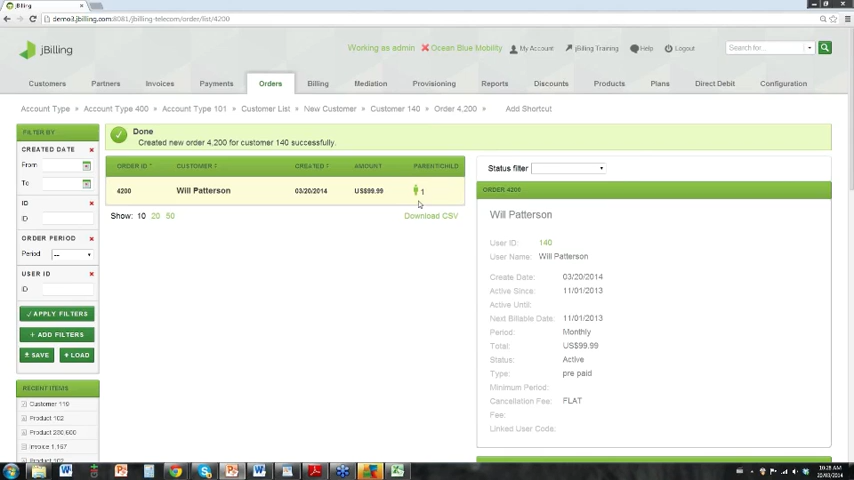 demo3.jbilling.com:8081/jbilling-telecom/order/list/4200
jBilling
Working as admin Ocean Blue Mobility My Account jBilling Training Help Logout Search for...
Customers Partners Invoices Payments Orders Billing Mediation Provisioning Reports Discounts Products Plans Direct Debit Configuration
Account Type Account Type 400 Account Type 101 Customer List New Customer Customer 140 Order 4,200 Add Shortcut
FILTER BY
CREATED DATE
From
To
ID
ID
ORDER PERIOD
Period --
USER ID
ID
APPLY FILTERS
+ ADD FILTERS
SAVE LOAD
RECENT ITEMS
Customer 110
Product 102
Product 200,600
Invoice 1,157
Product 102
Done
Created new order 4,200 for customer 140 successfully.
ORDER ID CUSTOMER CREATED AMOUNT PARENT/CHILD
4200 Will Patterson 03/20/2014 US$99.99 1
Show: 10 20 50 Download CSV
Status filter
ORDER 4200
Will Patterson
User ID: 140
User Name: Will Patterson
Create Date: 03/20/2014
Active Since: 11/01/2013
Active Until:
Next Billable Date: 11/01/2013
Period: Monthly
Total: US$99.99
Status: Active
Type: pre paid
Minimum Period:
Cancellation Fee: FLAT
Fee:
Linked User Code:
10:28 AM
20/03/2014